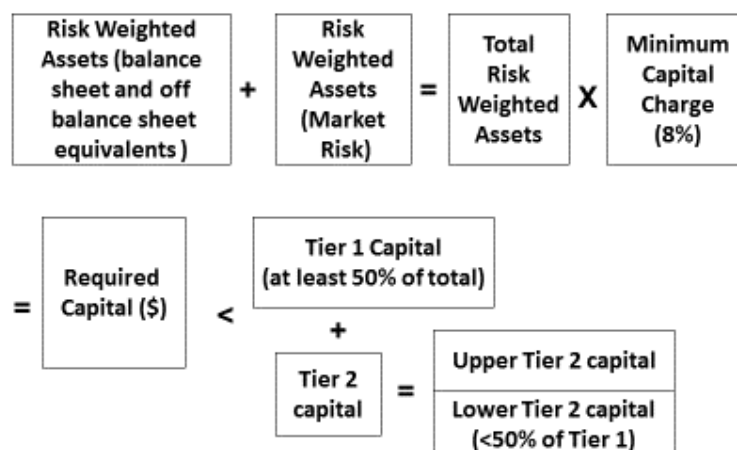 Risk Weighted
Assets (balance
sheet and off
balance sheet
equivalents )
+
Risk
Weighted
Assets
(Market
Risk)
=
Total
Risk
Weighted
Assets
X
Minimum
Capital
Charge
(8%)
=
Required
Capital ($)
<
Tier 1 Capital
(at least 50% of total)
+
Tier 2
capital
=
Upper Tier 2 capital
Lower Tier 2 capital
(<50% of Tier 1)